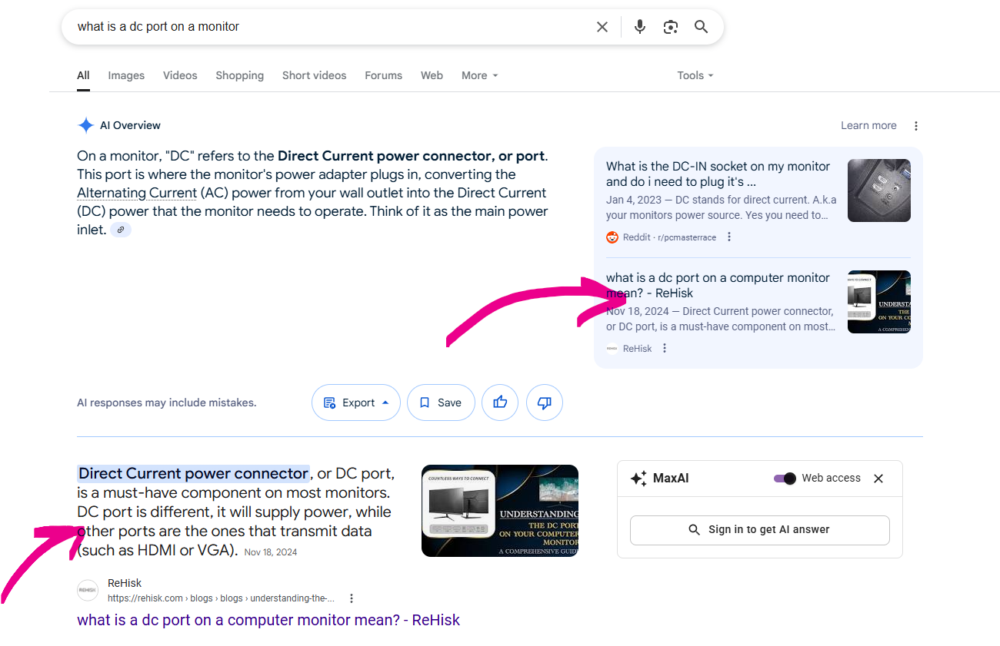 what is a dc port on a monitor
All Images Videos Shopping Short videos Forums Web More Tools
AI Overview
Learn more
On a monitor, "DC" refers to the Direct Current power connector, or port.
This port is where the monitor's power adapter plugs in, converting the
Alternating Current (AC) power from your wall outlet into the Direct Current
(DC) power that the monitor needs to operate. Think of it as the main power
inlet.
What is the DC-IN socket on my monitor
and do i need to plug it's ...
Jan 4, 2023 — DC stands for direct current. A.k.a
your monitors power source. Yes you need to...
Reddit · r/pcmasterrace
what is a dc port on a computer monitor
mean? - ReHisk
Nov 18, 2024 — Direct Current power connector,
or DC port, is a must-have component on most...
ReHisk
UNDERSTA
THE
ON YOUR CO
M
A COMPREHEN
AI responses may include mistakes.
Export
Save
Direct Current power connector, or DC port,
is a must-have component on most monitors.
DC port is different, it will supply power, while
other ports are the ones that transmit data
(such as HDMI or VGA). Nov 18, 2024
COUNTLESS WAYS TO CONNECT
UNDERSTANDING
THE DC PORT
ON YOUR COMPUTER
MONITOR
A COMPREHENSIVE GUIDE
MaxAI
Web access
Sign in to get AI answer
REHISK
ReHisk
https://rehisk.com › blogs › blogs › understanding-the-...
what is a dc port on a computer monitor mean? - ReHisk